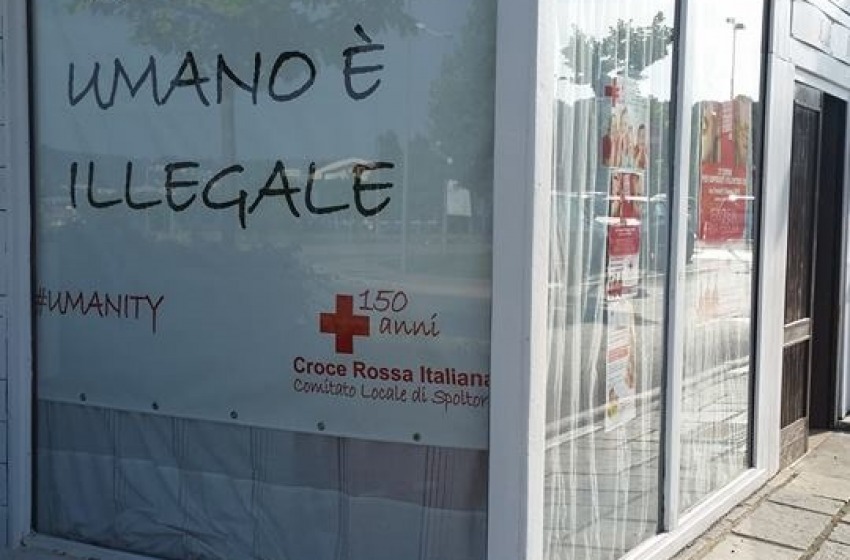 UMANO È
ILLEGALE
#UMANITY
150
anni
Croce Rossa Italiana
Comitato Locale di Spoltor